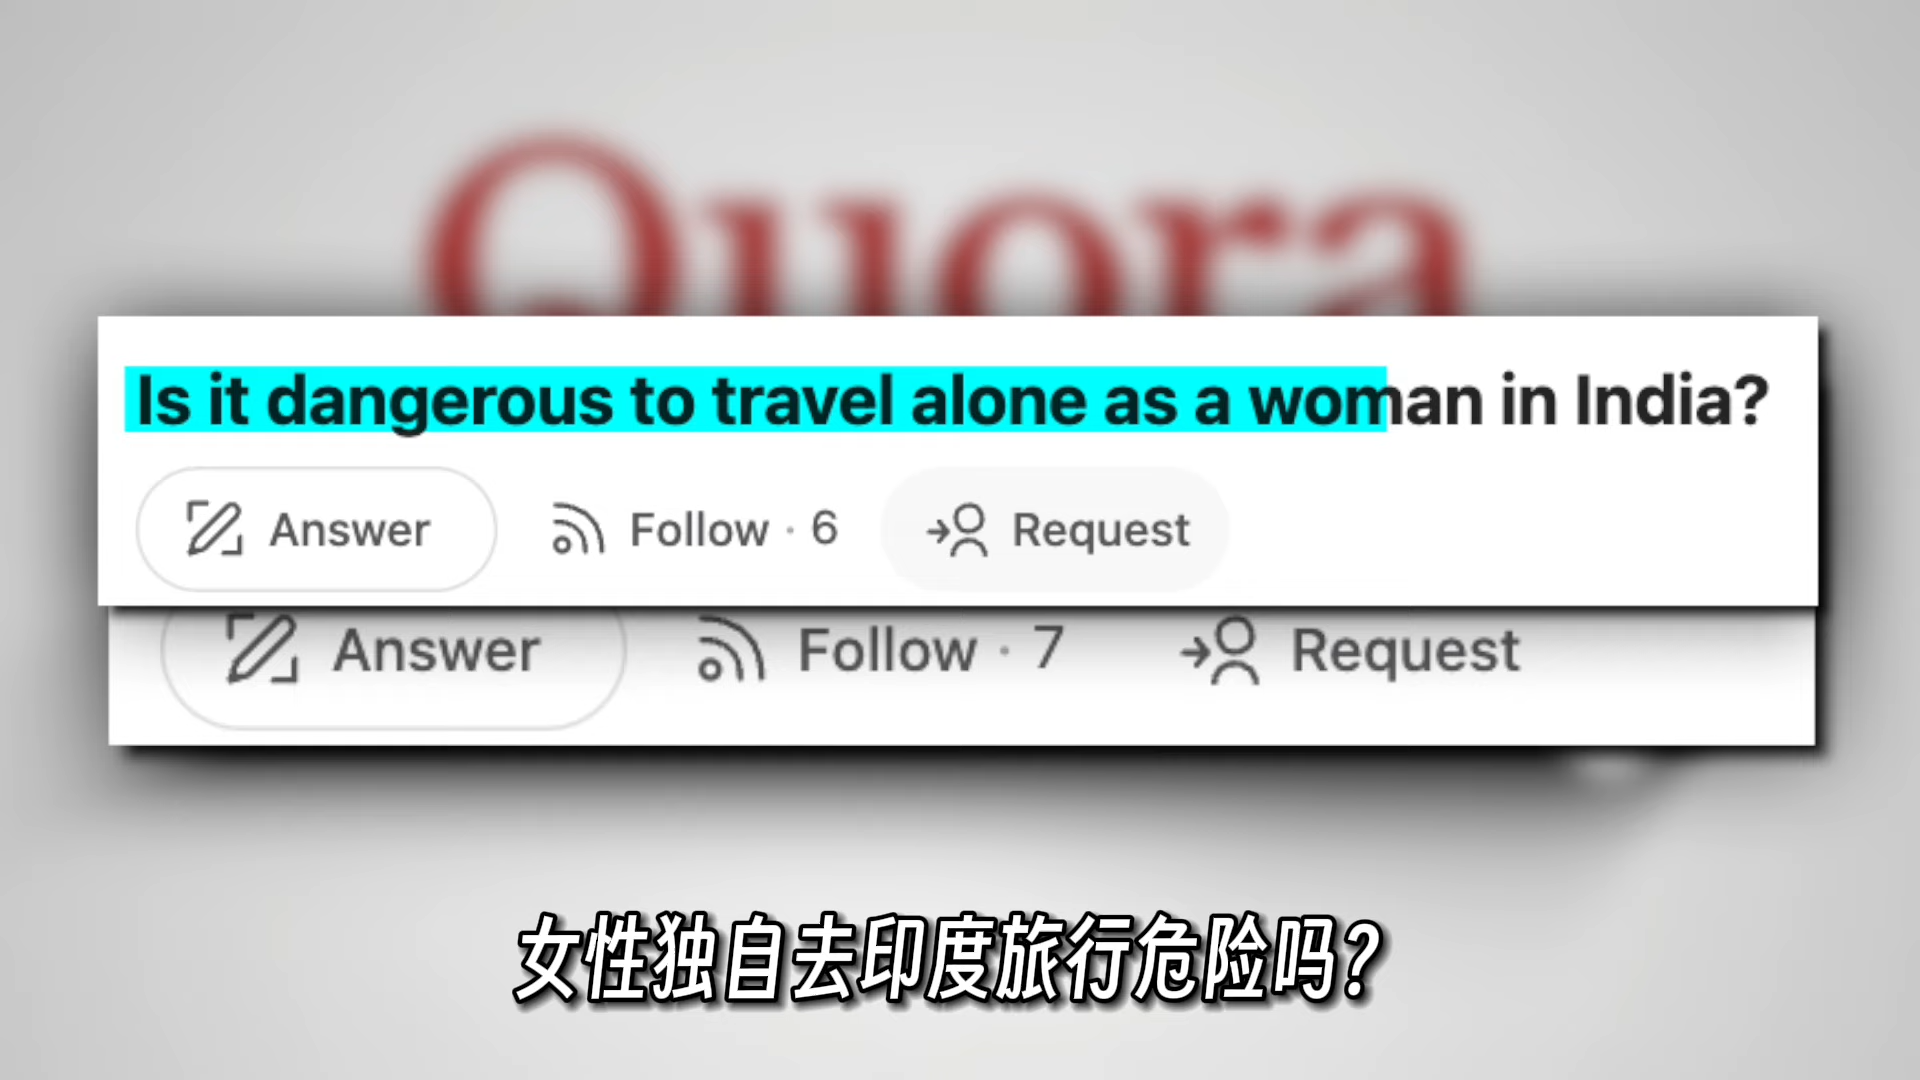 Quora
Is it dangerous to travel alone as a woman in India?
Answer
Follow · 6
Request
Answer
Follow · 7
Request
女性独自去印度旅行危险吗?